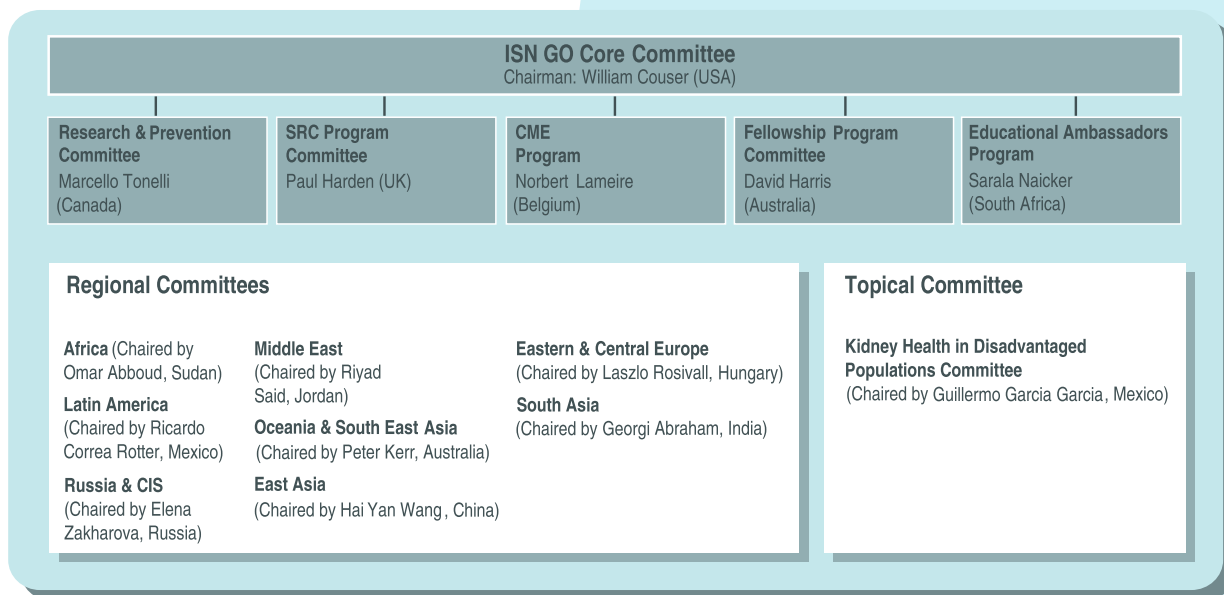 ISN GO Core Committee
Chairman: William Couser (USA)
Research & Prevention
Committee
Marcello Tonelli
(Canada)
SRC Program
Committee
Paul Harden (UK)
CME
Program
Norbert Lameire
(Belgium)
Fellowship Program
Committee
David Harris
(Australia)
Educational Ambassadors
Program
Sarala Naicker
(South Africa)
Regional Committees
Africa (Chaired by
Omar Abboud, Sudan)
Latin America
(Chaired by Ricardo
Correa Rotter, Mexico)
Russia & CIS
(Chaired by Elena
Zakharova, Russia)
Middle East
(Chaired by Riyad
Said, Jordan)
Oceania & South East Asia
(Chaired by Peter Kerr, Australia)
East Asia
(Chaired by Hai Yan Wang, China)
Eastern & Central Europe
(Chaired by Laszlo Rosivall, Hungary)
South Asia
(Chaired by Georgi Abraham, India)
Topical Committee
Kidney Health in Disadvantaged
Populations Committee
(Chaired by Guillermo Garcia Garcia, Mexico)